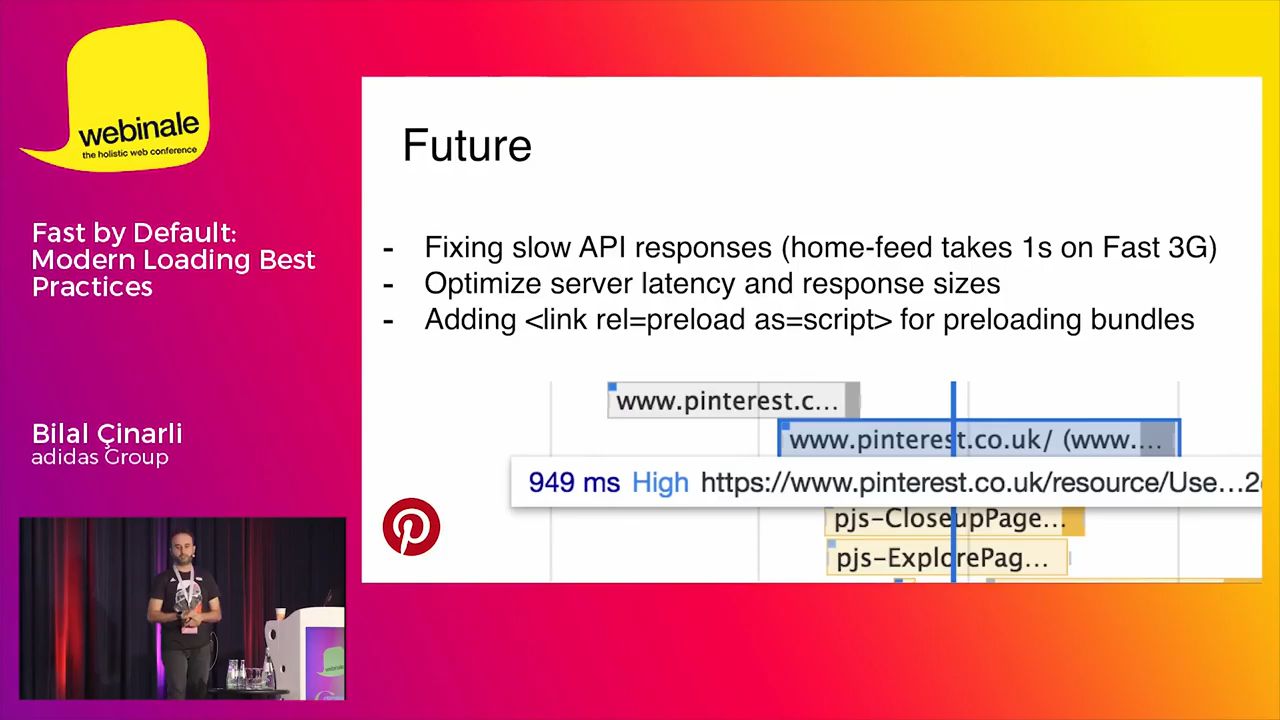 webinale
the holistic web conference
Fast by Default:
Modern Loading Best
Practices
Bilal Çinarli
adidas Group
Future
- Fixing slow API responses (home-feed takes 1s on Fast 3G)
- Optimize server latency and response sizes
- Adding <link rel=preload as=script> for preloading bundles
www.pinterest.c...
www.pinterest.co.uk/ (www....
949 ms High https://www.pinterest.co.uk/resource/Use...2
pjs-CloseupPage...
pjs-ExplorePag...
webinale